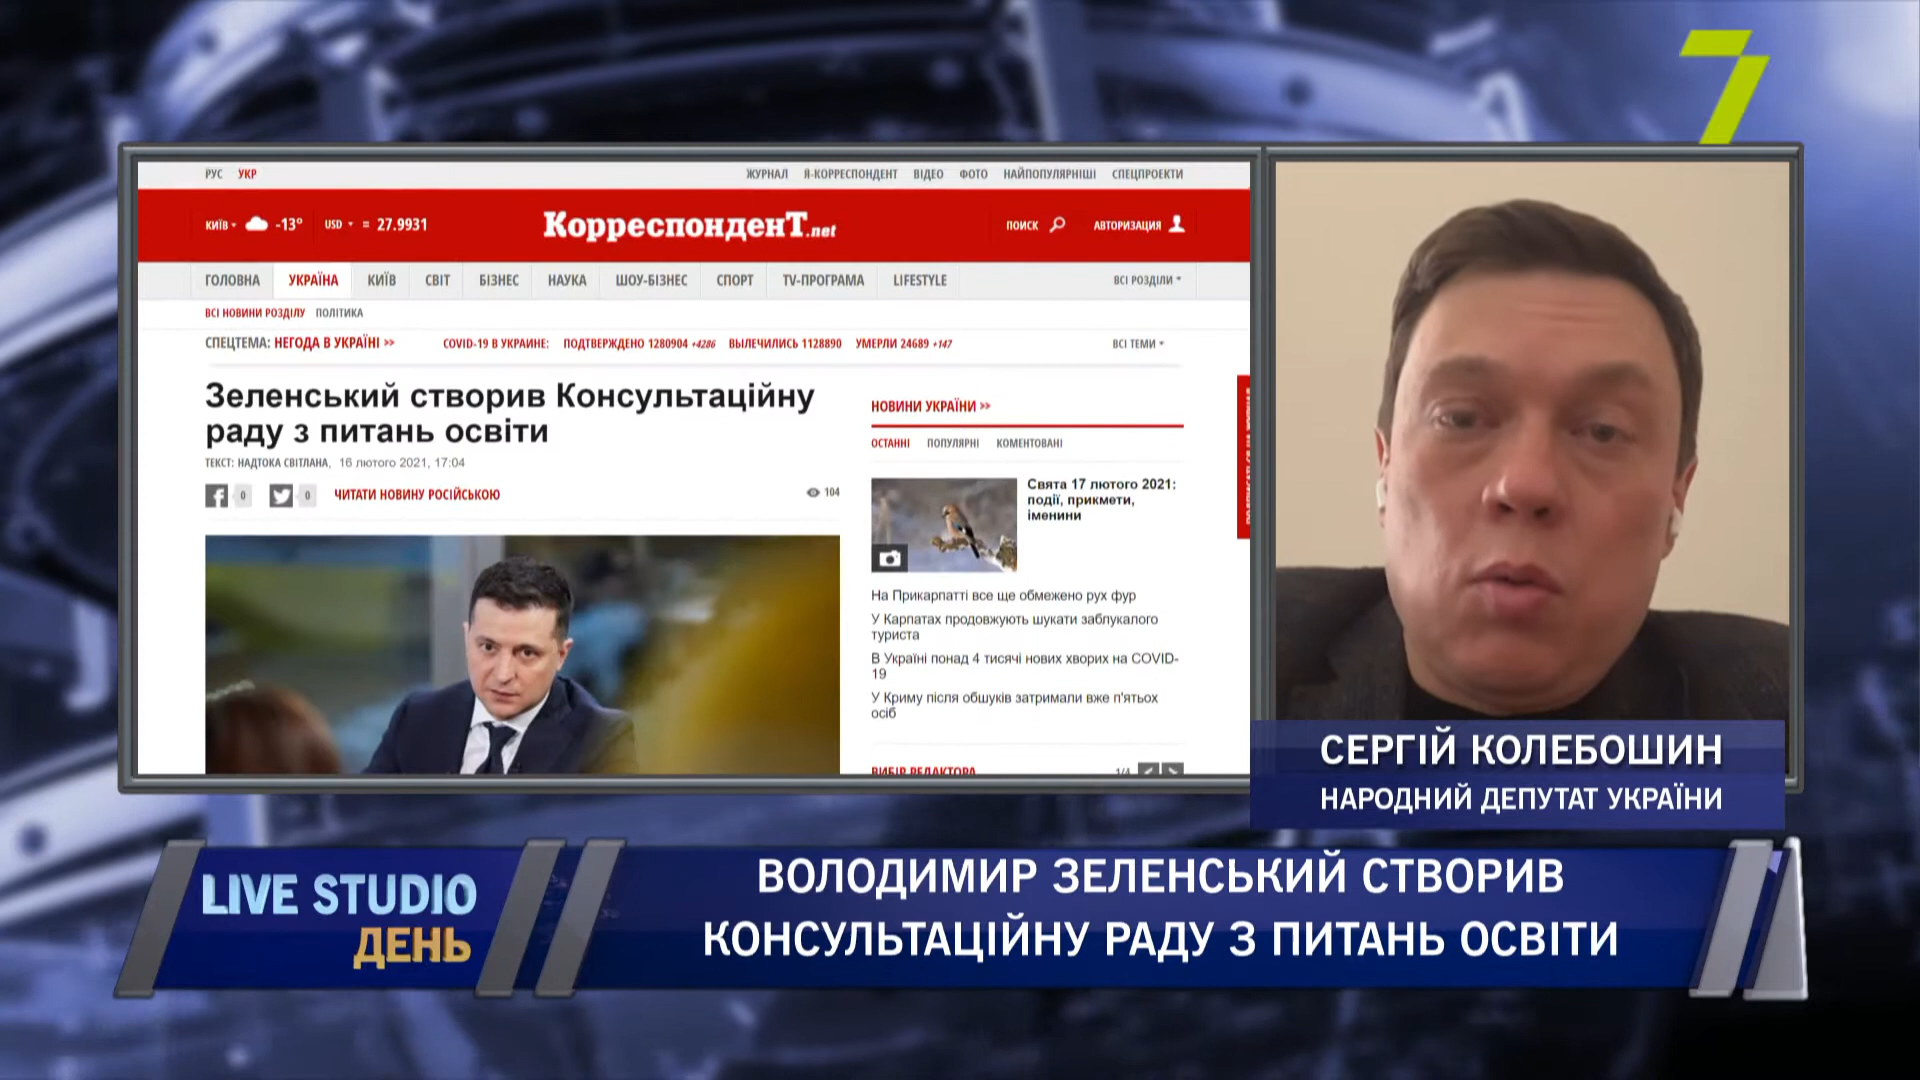 7
РУС УКР
ЖУРНАЛ Я-КОРРЕСПОНДЕНТ ВІДЕО ФОТО НАЙПОПУЛЯРНІШІ СПЕЦПРОЕКТИ
КИЇВ -13° USD = 27.9931
Корреспондент.net
ПОИСК АВТОРИЗАЦИЯ
ГОЛОВНА УКРАЇНА КИЇВ СВІТ БІЗНЕС НАУКА ШОУ-БІЗНЕС СПОРТ TV-ПРОГРАМА LIFESTYLE ВСІ РОЗДІЛИ
ВСІ НОВИНИ РОЗДІЛУ ПОЛІТИКА
СПЕЦТЕМА: НЕГОДА В УКРАЇНІ »
COVID-19 В УКРАИНЕ: ПОДТВЕРЖДЕНО 1280904 +4286 ВЫЛЕЧИЛИСЬ 1128890 УМЕРЛИ 24689 +147
ВСІ ТЕМИ
Зеленський створив Консультаційну
раду з питань освіти
ТЕКСТ: НАДТОКА СВІТЛАНА, 16 лютого 2021, 17:04
0 0 ЧИТАТИ НОВИНУ РОСІЙСЬКОЮ
104
НОВИНИ УКРАЇНИ »
ОСТАННІ ПОПУЛЯРНІ КОМЕНТОВАНІ
Свята 17 лютого 2021:
події, прикмети,
іменини
На Прикарпатті все ще обмежено рух фур
У Карпатах продовжують шукати заблукалого
туриста
В Україні понад 4 тисячі нових хворих на COVID-
19
У Криму після обшуків затримали вже п'ятьох
осіб
ВИБІР РЕДАКТОРА
1/4
СЕРГІЙ КОЛЕБОШИН
НАРОДНИЙ ДЕПУТАТ УКРАЇНИ
LIVE STUDIO
ДЕНЬ
ВОЛОДИМИР ЗЕЛЕНСЬКИЙ СТВОРИВ
КОНСУЛЬТАЦІЙНУ РАДУ З ПИТАНЬ ОСВІТИ